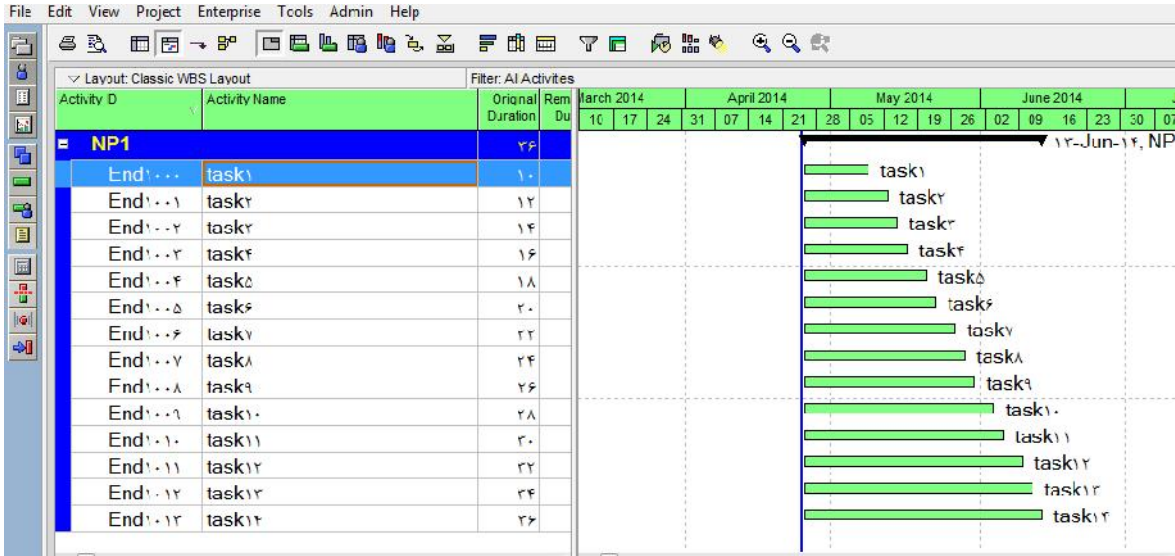 File Edit View Project Enterprise Tools Admin Help
Layout: Classic WBS Layout Filter: All Activities
Activity ID Activity Name Original Duration Rem Du March 2014 April 2014 May 2014 June 2014
10 17 24 31 07 14 21 28 05 12 19 26 02 09 16 23 30 07
NP1 ۳۶ ۱۳-Jun-۱۴, NP
End۱۰۰۰ task۱ ۱۰ task۱
End۱۰۰۱ task۲ ۱۲ task۲
End۱۰۰۲ task۳ ۱۴ task۳
End۱۰۰۳ task۴ ۱۶ task۴
End۱۰۰۴ task۵ ۱۸ task۵
End۱۰۰۵ task۶ ۲۰ task۶
End۱۰۰۶ task۷ ۲۲ task۷
End۱۰۰۷ task۸ ۲۴ task۸
End۱۰۰۸ task۹ ۲۶ task۹
End۱۰۰۹ task۱۰ ۲۸ task۱۰
End۱۰۱۰ task۱۱ ۳۰ task۱۱
End۱۰۱۱ task۱۲ ۳۲ task۱۲
End۱۰۱۲ task۱۳ ۳۴ task۱۳
End۱۰۱۳ task۱۴ ۳۶ task۱۴